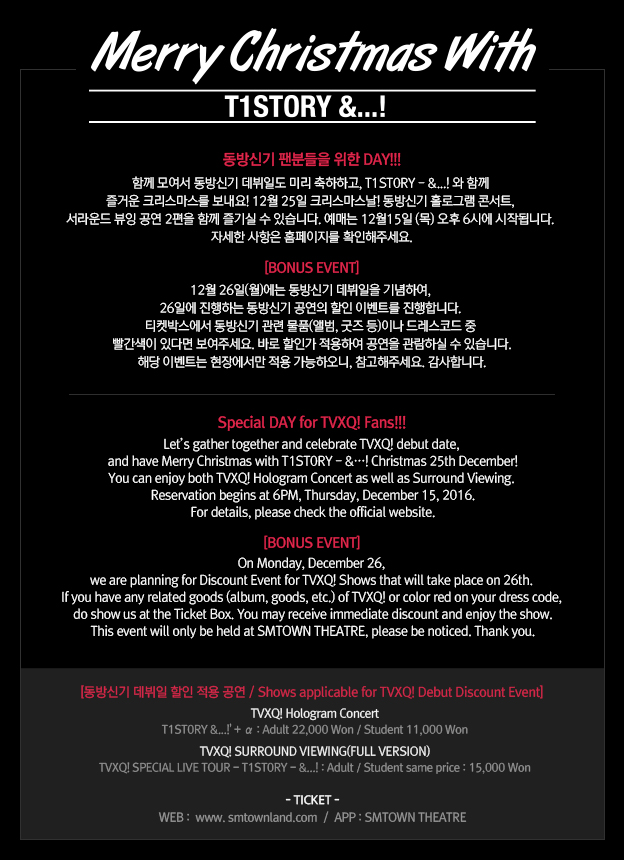 Merry Christmas With
T1STORY &...!
동방신기 팬분들을 위한 DAY!!!
함께 모여서 동방신기 데뷔일도 미리 축하하고, T1ST0RY - &...! 와 함께
즐거운 크리스마스를 보내요! 12월 25일 크리스마스날! 동방신기 홀로그램 콘서트,
서라운드 뷰잉 공연 2편을 함께 즐기실 수 있습니다. 예매는 12월15일 (목) 오후 6시에 시작됩니다.
자세한 사항은 홈페이지를 확인해주세요.
[BONUS EVENT]
12월 26일(월)에는 동방신기 데뷔일을 기념하여,
26일에 진행하는 동방신기 공연의 할인 이벤트를 진행합니다.
티켓박스에서 동방신기 관련 물품(앨범, 굿즈 등)이나 드레스코드 중
빨간색이 있다면 보여주세요. 바로 할인가 적용하여 공연을 관람하실 수 있습니다.
해당 이벤트는 현장에서만 적용 가능하오니, 참고해주세요. 감사합니다.
Special DAY for TVXQ! Fans!!!
Let's gather together and celebrate TVXQ! debut date,
and have Merry Christmas with T1ST0RY - &…! Christmas 25th December!
You can enjoy both TVXQ! Hologram Concert as well as Surround Viewing.
Reservation begins at 6PM, Thursday, December 15, 2016.
For details, please check the official website.
[BONUS EVENT]
On Monday, December 26,
we are planning for Discount Event for TVXQ! Shows that will take place on 26th.
If you have any related goods (album, goods, etc.) of TVXQ! or color red on your dress code,
do show us at the Ticket Box. You may receive immediate discount and enjoy the show.
This event will only be held at SMTOWN THEATRE, please be noticed. Thank you.
[동방신기 데뷔일 할인 적용 공연 / Shows applicable for TVXQ! Debut Discount Event]
TVXQ! Hologram Concert
T1ST0RY &...!' + α : Adult 22,000 Won / Student 11,000 Won
TVXQ! SURROUND VIEWING(FULL VERSION)
TVXQ! SPECIAL LIVE TOUR - T1ST0RY - &...! : Adult / Student same price : 15,000 Won
- TICKET -
WEB : www. smtownland.com / APP : SMTOWN THEATRE